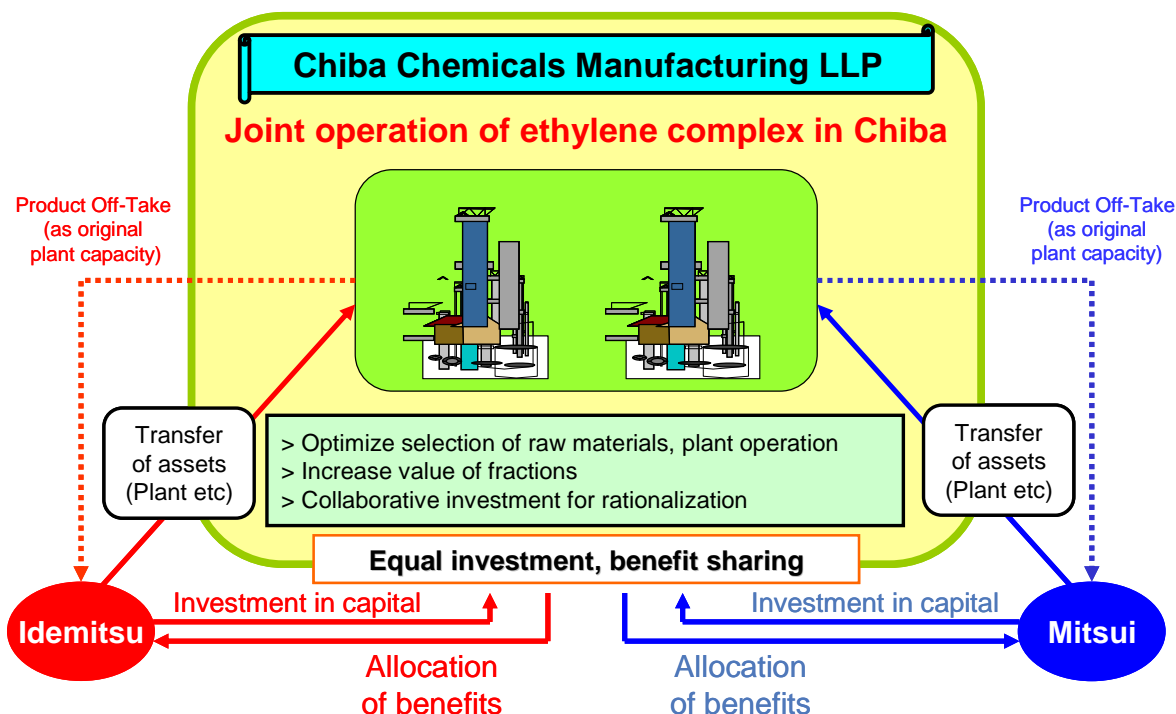 Chiba Chemicals Manufacturing LLP
Joint operation of ethylene complex in Chiba
Product Off-Take
(as original
plant capacity)
Product Off-Take
(as original
plant capacity)
Transfer
of assets
(Plant etc)
> Optimize selection of raw materials, plant operation
> Increase value of fractions
> Collaborative investment for rationalization
Transfer
of assets
(Plant etc)
Equal investment, benefit sharing
Idemitsu
Investment in capital
Allocation
of benefits
Investment in capital
Allocation
of benefits
Mitsui